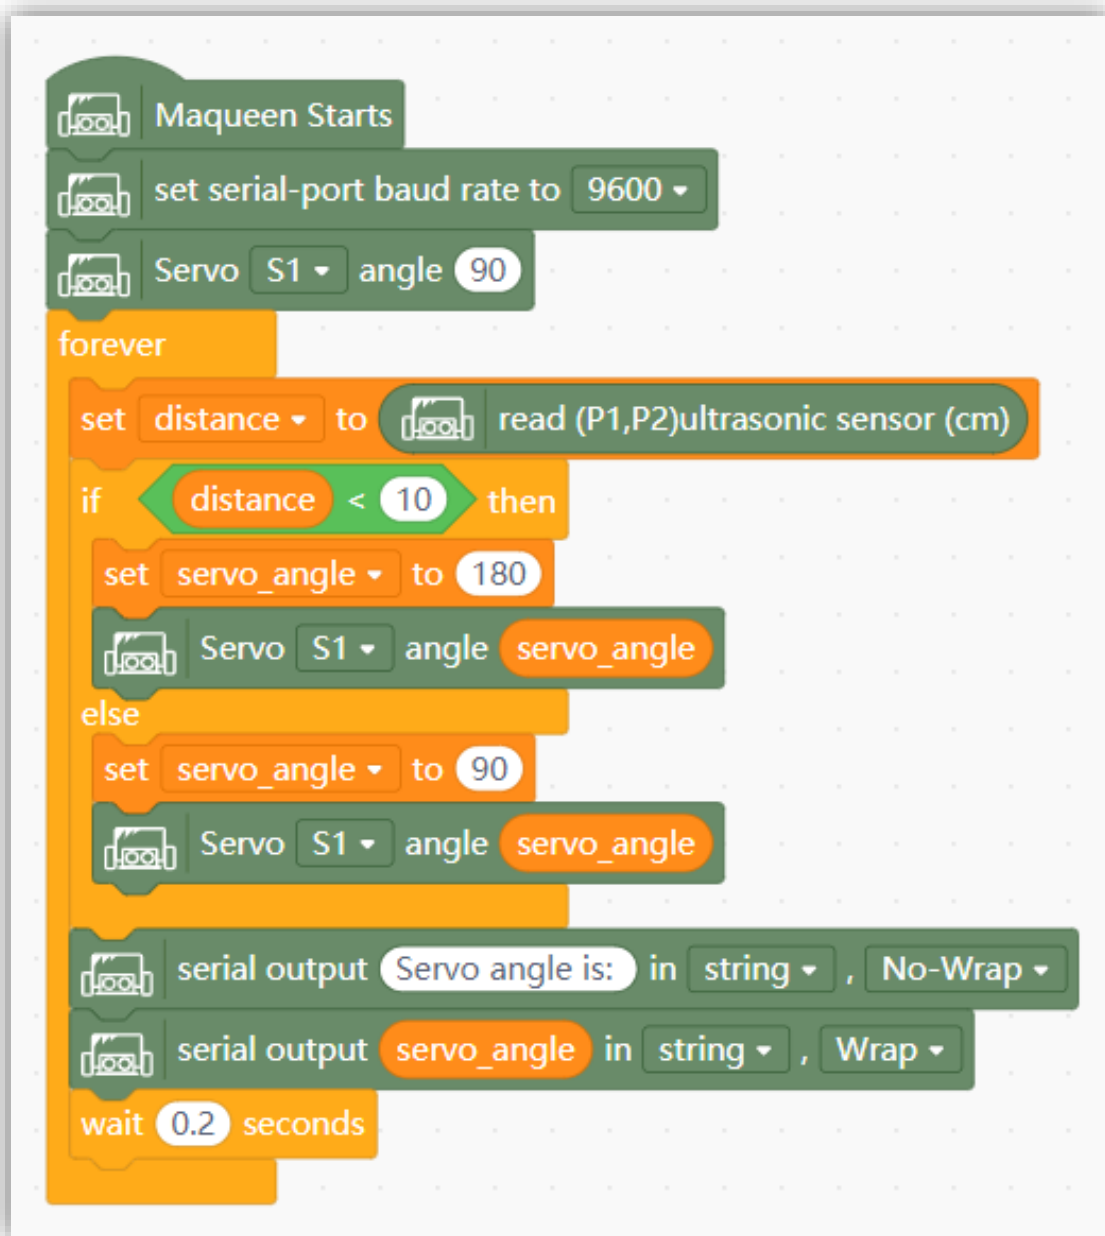 Maqueen Starts
set serial-port baud rate to 9600
Servo S1 angle 90
forever
set distance to read (P1,P2)ultrasonic sensor (cm)
if distance < 10 then
set servo_angle to 180
Servo S1 angle servo_angle
else
set servo_angle to 90
Servo S1 angle servo_angle
serial output Servo angle is: in string , No-Wrap
serial output servo_angle in string , Wrap
wait 0.2 seconds